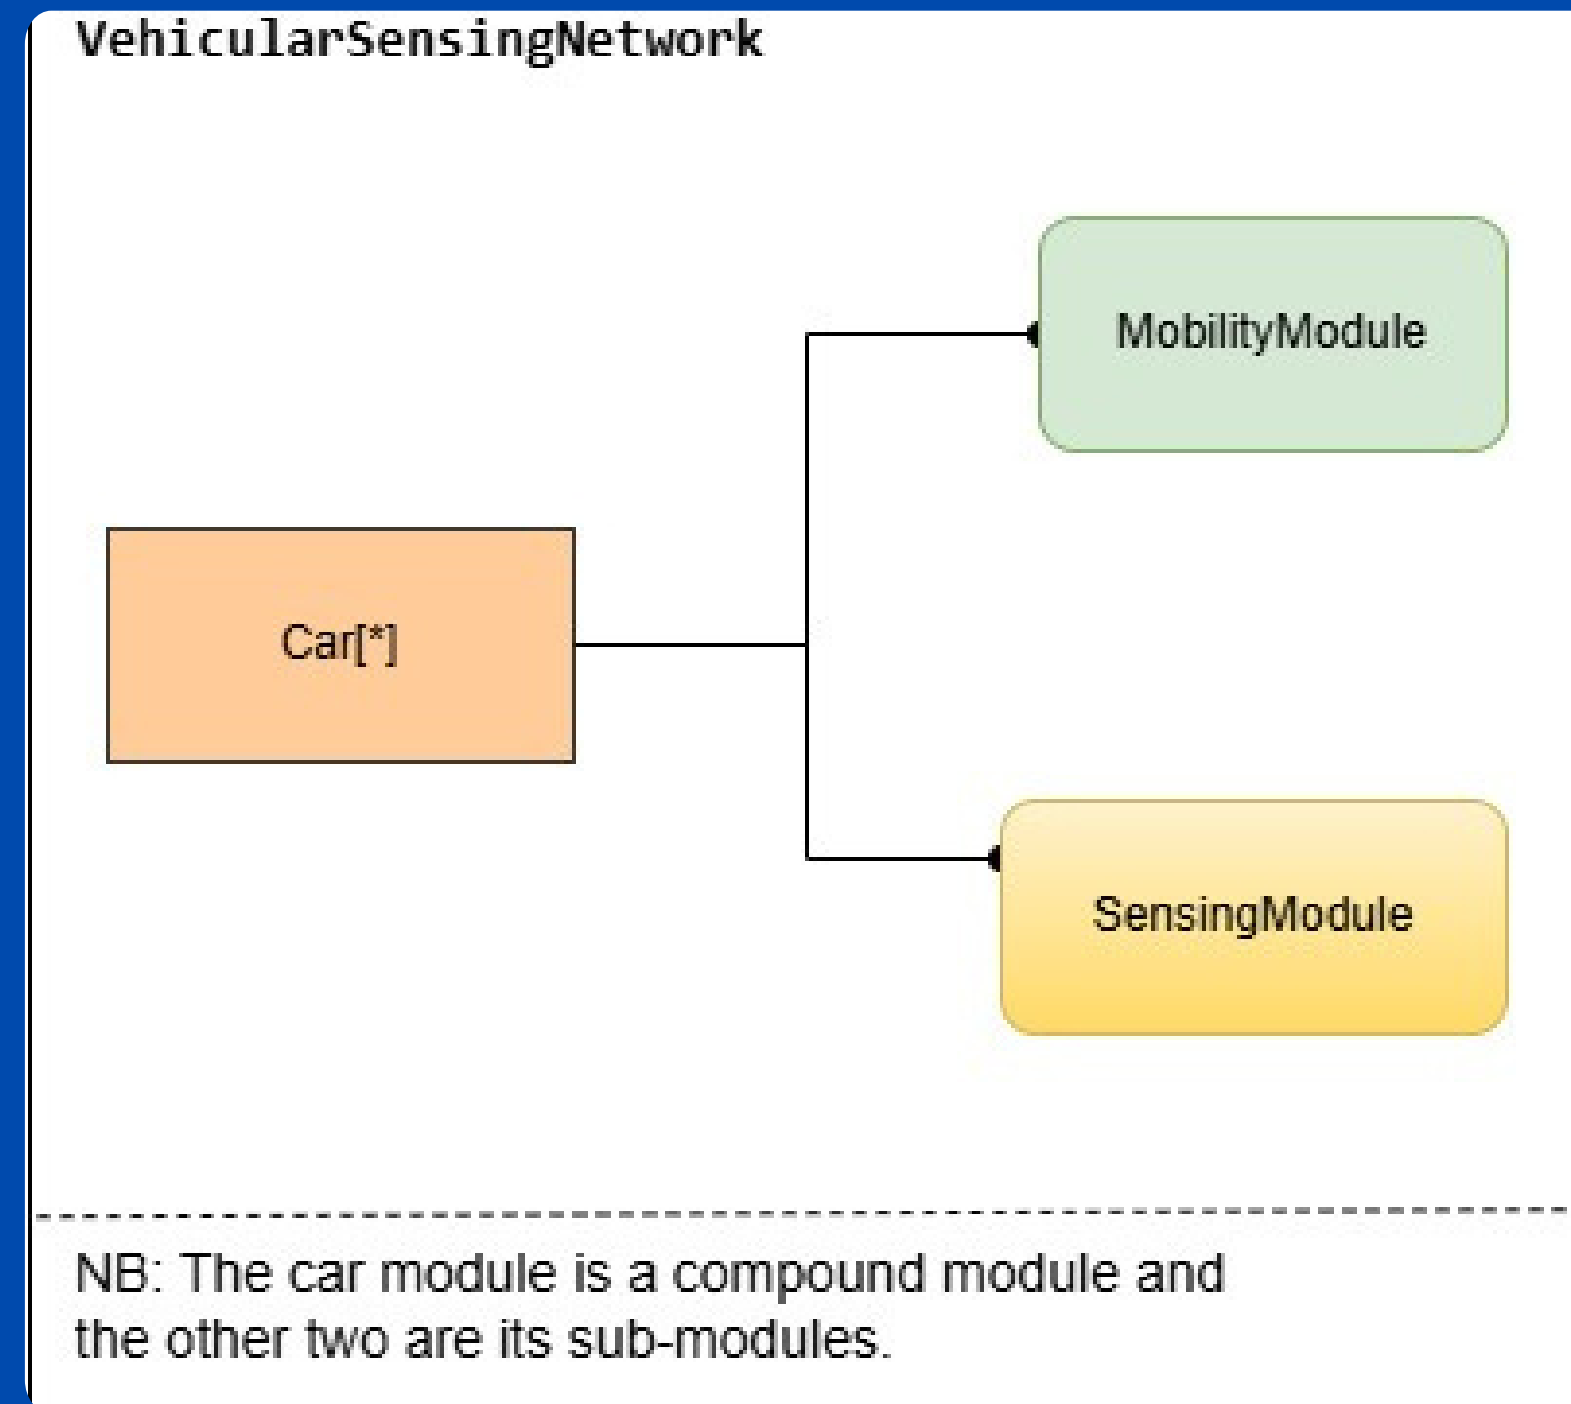 VehicularSensingNetwork
MobilityModule
Car[*]
SensingModule
NB: The car module is a compound module and
the other two are its sub-modules.